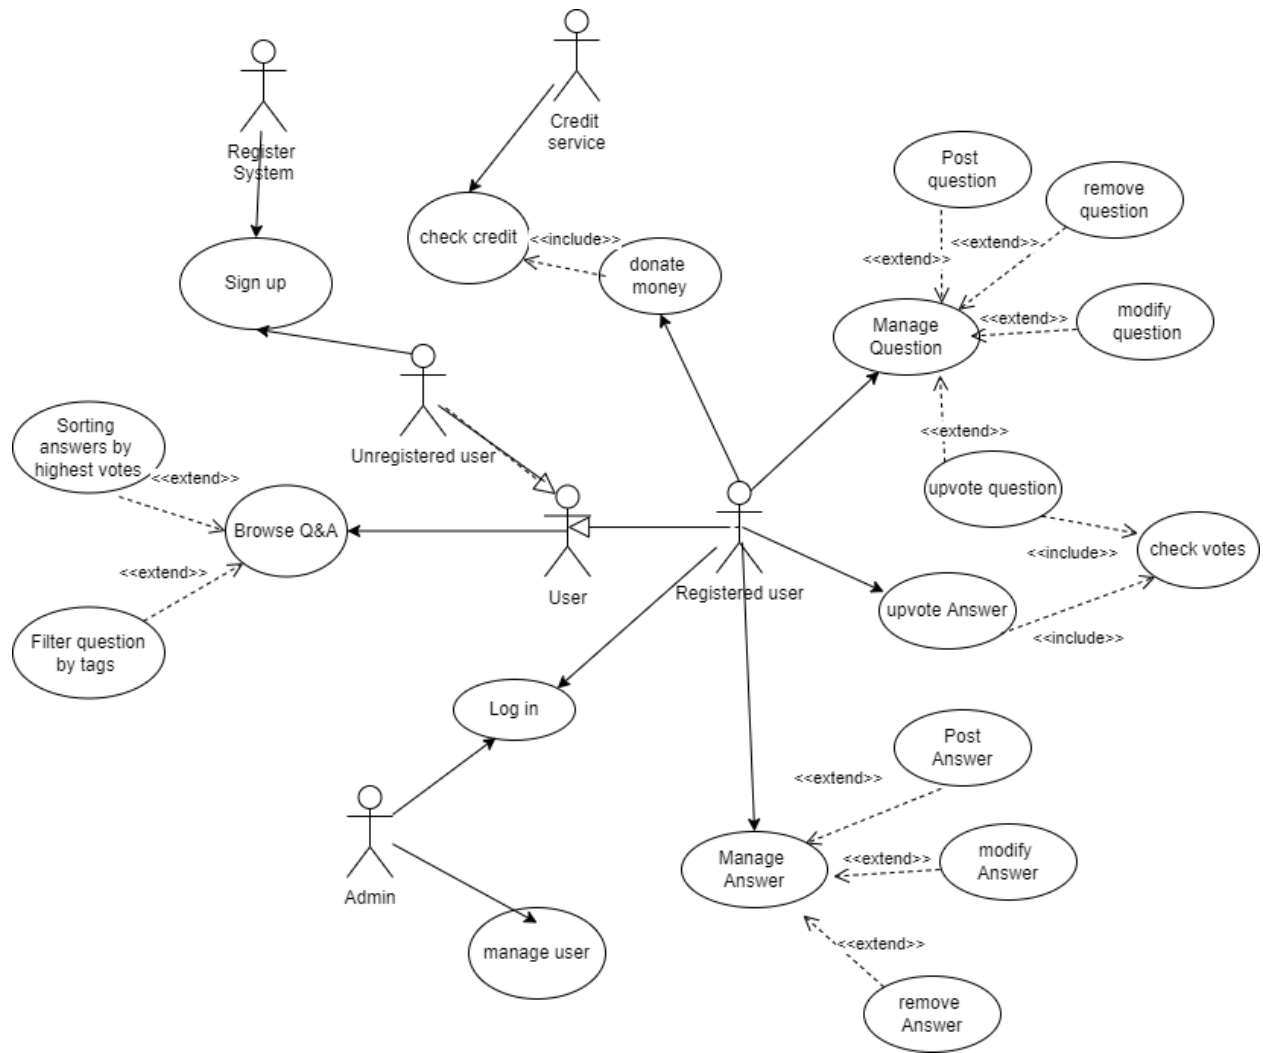 Credit
service
Register
System
Post
question
remove
question
check credit
<<include>>
donate
money
<<extend>>
<<extend>>
Sign up
Manage
Question
<<extend>>
modify
question
Sorting
answers by
highest votes
Unregistered user
<<extend>>
<<extend>>
upvote question
Browse Q&A
check votes
<<include>>
<<extend>>
User
Registered user
upvote Answer
<<include>>
Filter question
by tags
Log in
Post
Answer
<<extend>>
Manage
Answer
<<extend>>
modify
Answer
Admin
manage user
<<extend>>
remove
Answer